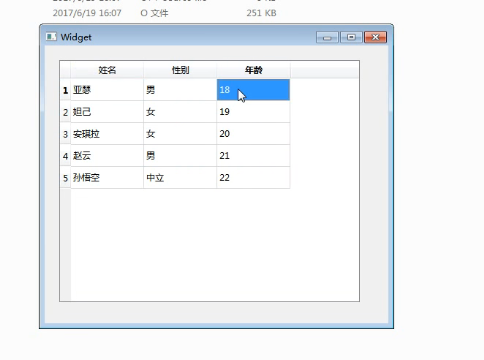 2017/6/19 16:07 O 文件 251 KB
Widget
姓名 性别 年龄
1 亚瑟 男 18
2 妲己 女 19
3 安琪拉 女 20
4 赵云 男 21
5 孙悟空 中立 22